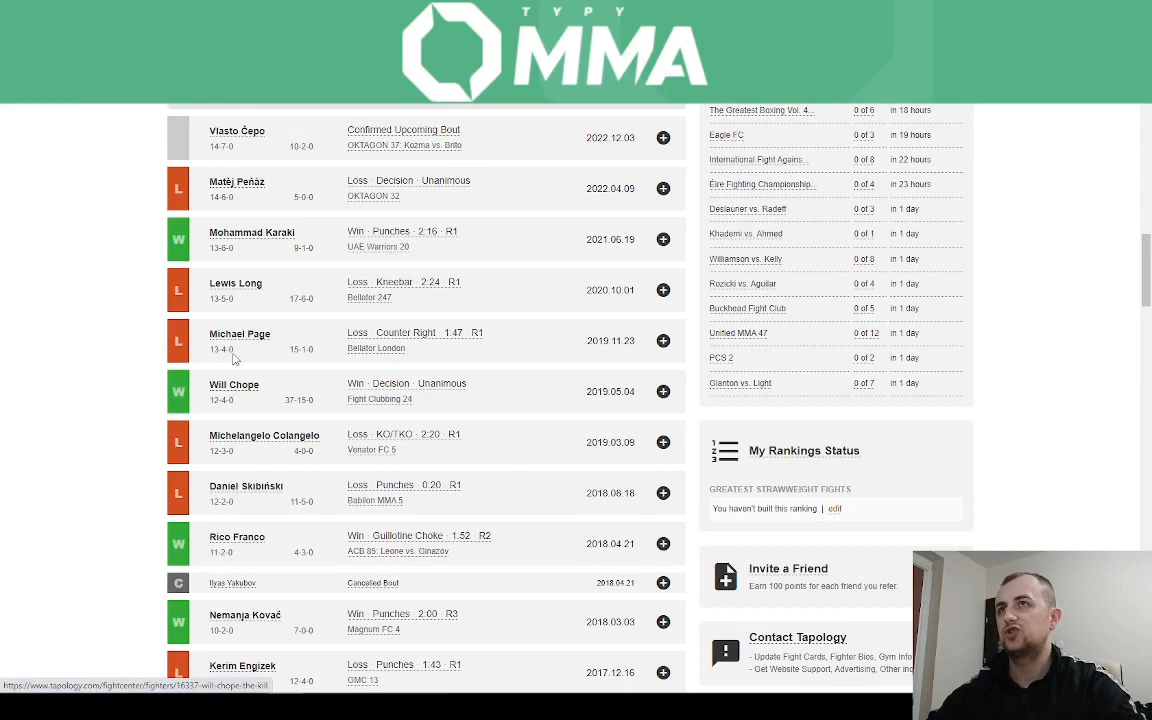 TYPY
MMA
Vlasto Čepo
14-7-0 10-2-0
Confirmed Upcoming Bout
OKTAGON 37: Kozma vs. Brito
2022.12.03
L
Matěj Peňáz
14-6-0 5-0-0
Loss · Decision · Unanimous
OKTAGON 32
2022.04.09
W
Mohammad Karaki
13-6-0 9-1-0
Win · Punches · 2:16 · R1
UAE Warriors 20
2021.06.19
L
Lewis Long
13-5-0 17-6-0
Loss · Kneebar · 2:24 · R1
Bellator 247
2020.10.01
L
Michael Page
13-4-0 15-1-0
Loss · Counter Right · 1:47 · R1
Bellator London
2019.11.23
W
Will Chope
12-4-0 37-15-0
Win · Decision · Unanimous
Fight Clubbing 24
2019.05.04
L
Michelangelo Colangelo
12-3-0 4-0-0
Loss · KO/TKO · 2:20 · R1
Venator FC 5
2019.03.09
L
Daniel Skibiński
12-2-0 11-5-0
Loss · Punches · 0:20 · R1
Babilon MMA 5
2018.08.18
W
Rico Franco
11-2-0 4-3-0
Win · Guillotine Choke · 1:52 · R2
ACB 85: Leone vs. Ginazov
2018.04.21
C
Ilyas Yakubov
Cancelled Bout
2018.04.21
W
Nemanja Kovač
10-2-0 7-0-0
Win · Punches · 2:00 · R3
Magnum FC 4
2018.03.03
L
Kerim Engizek
12-4-0
Loss · Punches · 1:43 · R1
GMC 13
2017.12.16
https://www.tapology.com/fightcenter/fighters/16337-will-chope-the-kill
The Greatest Boxing Vol. 4... 0 of 6 in 18 hours
Eagle FC 0 of 3 in 19 hours
International Fight Agains... 0 of 8 in 22 hours
Éire Fighting Championship... 0 of 4 in 23 hours
Deslaurier vs. Radeff 0 of 3 in 1 day
Khademi vs. Ahmed 0 of 1 in 1 day
Williamson vs. Kelly 0 of 8 in 1 day
Rozicki vs. Aguilar 0 of 4 in 1 day
Buckhead Fight Club 0 of 5 in 1 day
Unified MMA 47 0 of 12 in 1 day
PCS 2 0 of 2 in 1 day
Glanton vs. Light 0 of 7 in 1 day
1
2
3
My Rankings Status
GREATEST STRAWWEIGHT FIGHTS
You haven't built this ranking | edit
Invite a Friend
Earn 100 points for each friend you refer.
Contact Tapology
- Update Fight Cards, Fighter Bios, Gym Info
- Get Website Support, Advertising, Other inq